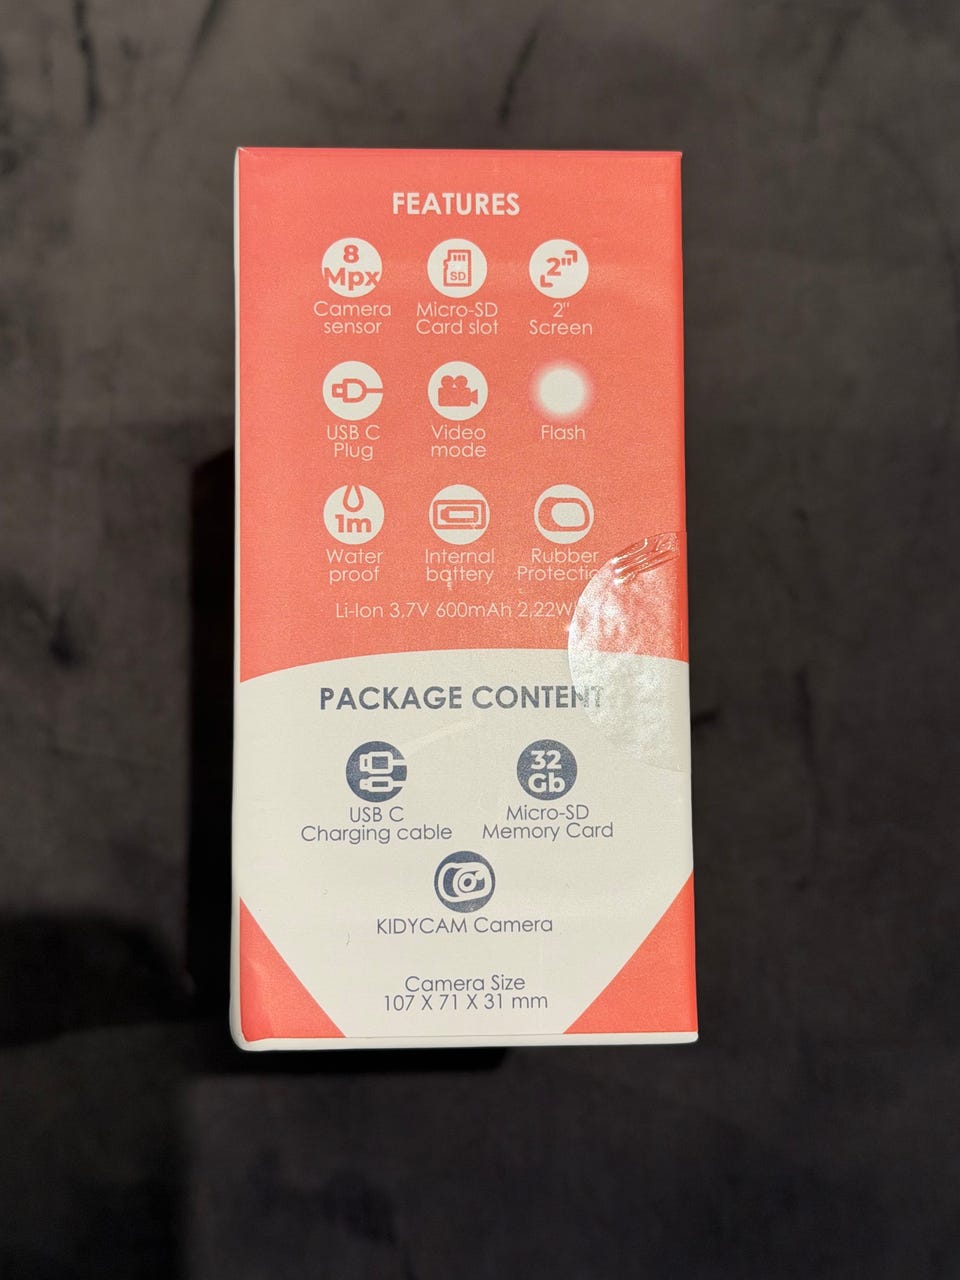 FEATURES
8 Mpx
SD
2"
Camera sensor
Micro-SD Card slot
2" Screen
USB C Plug
Video mode
Flash
1m
Water proof
Internal battery
Rubber
Li-Ion 3,7V 600mAh
PACKAGE CONTENT
32 Gb
USB C Charging cable
Micro-SD Memory Card
KIDYCAM Camera
Camera Size
107 X 71 X 31 mm